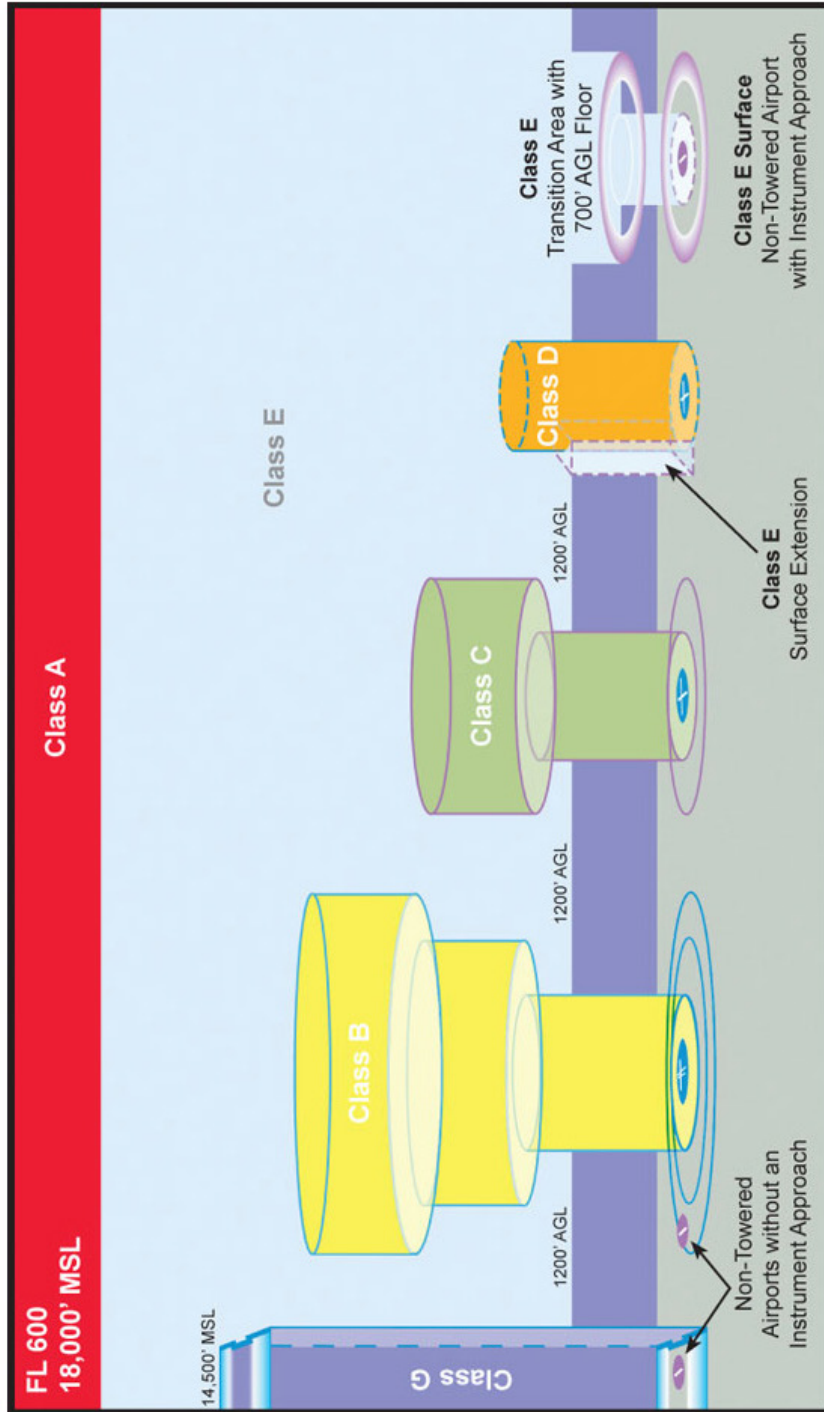 FL 600
18,000' MSL
Class A
Class E
14,500' MSL
Class G
Class B
Class C
Class D
1200' AGL
1200' AGL
1200' AGL
Class E
Transition Area with
700' AGL Floor
Non-Towered
Airports without an
Instrument Approach
Class E
Surface Extension
Class E Surface
Non-Towered Airport
with Instrument Approach